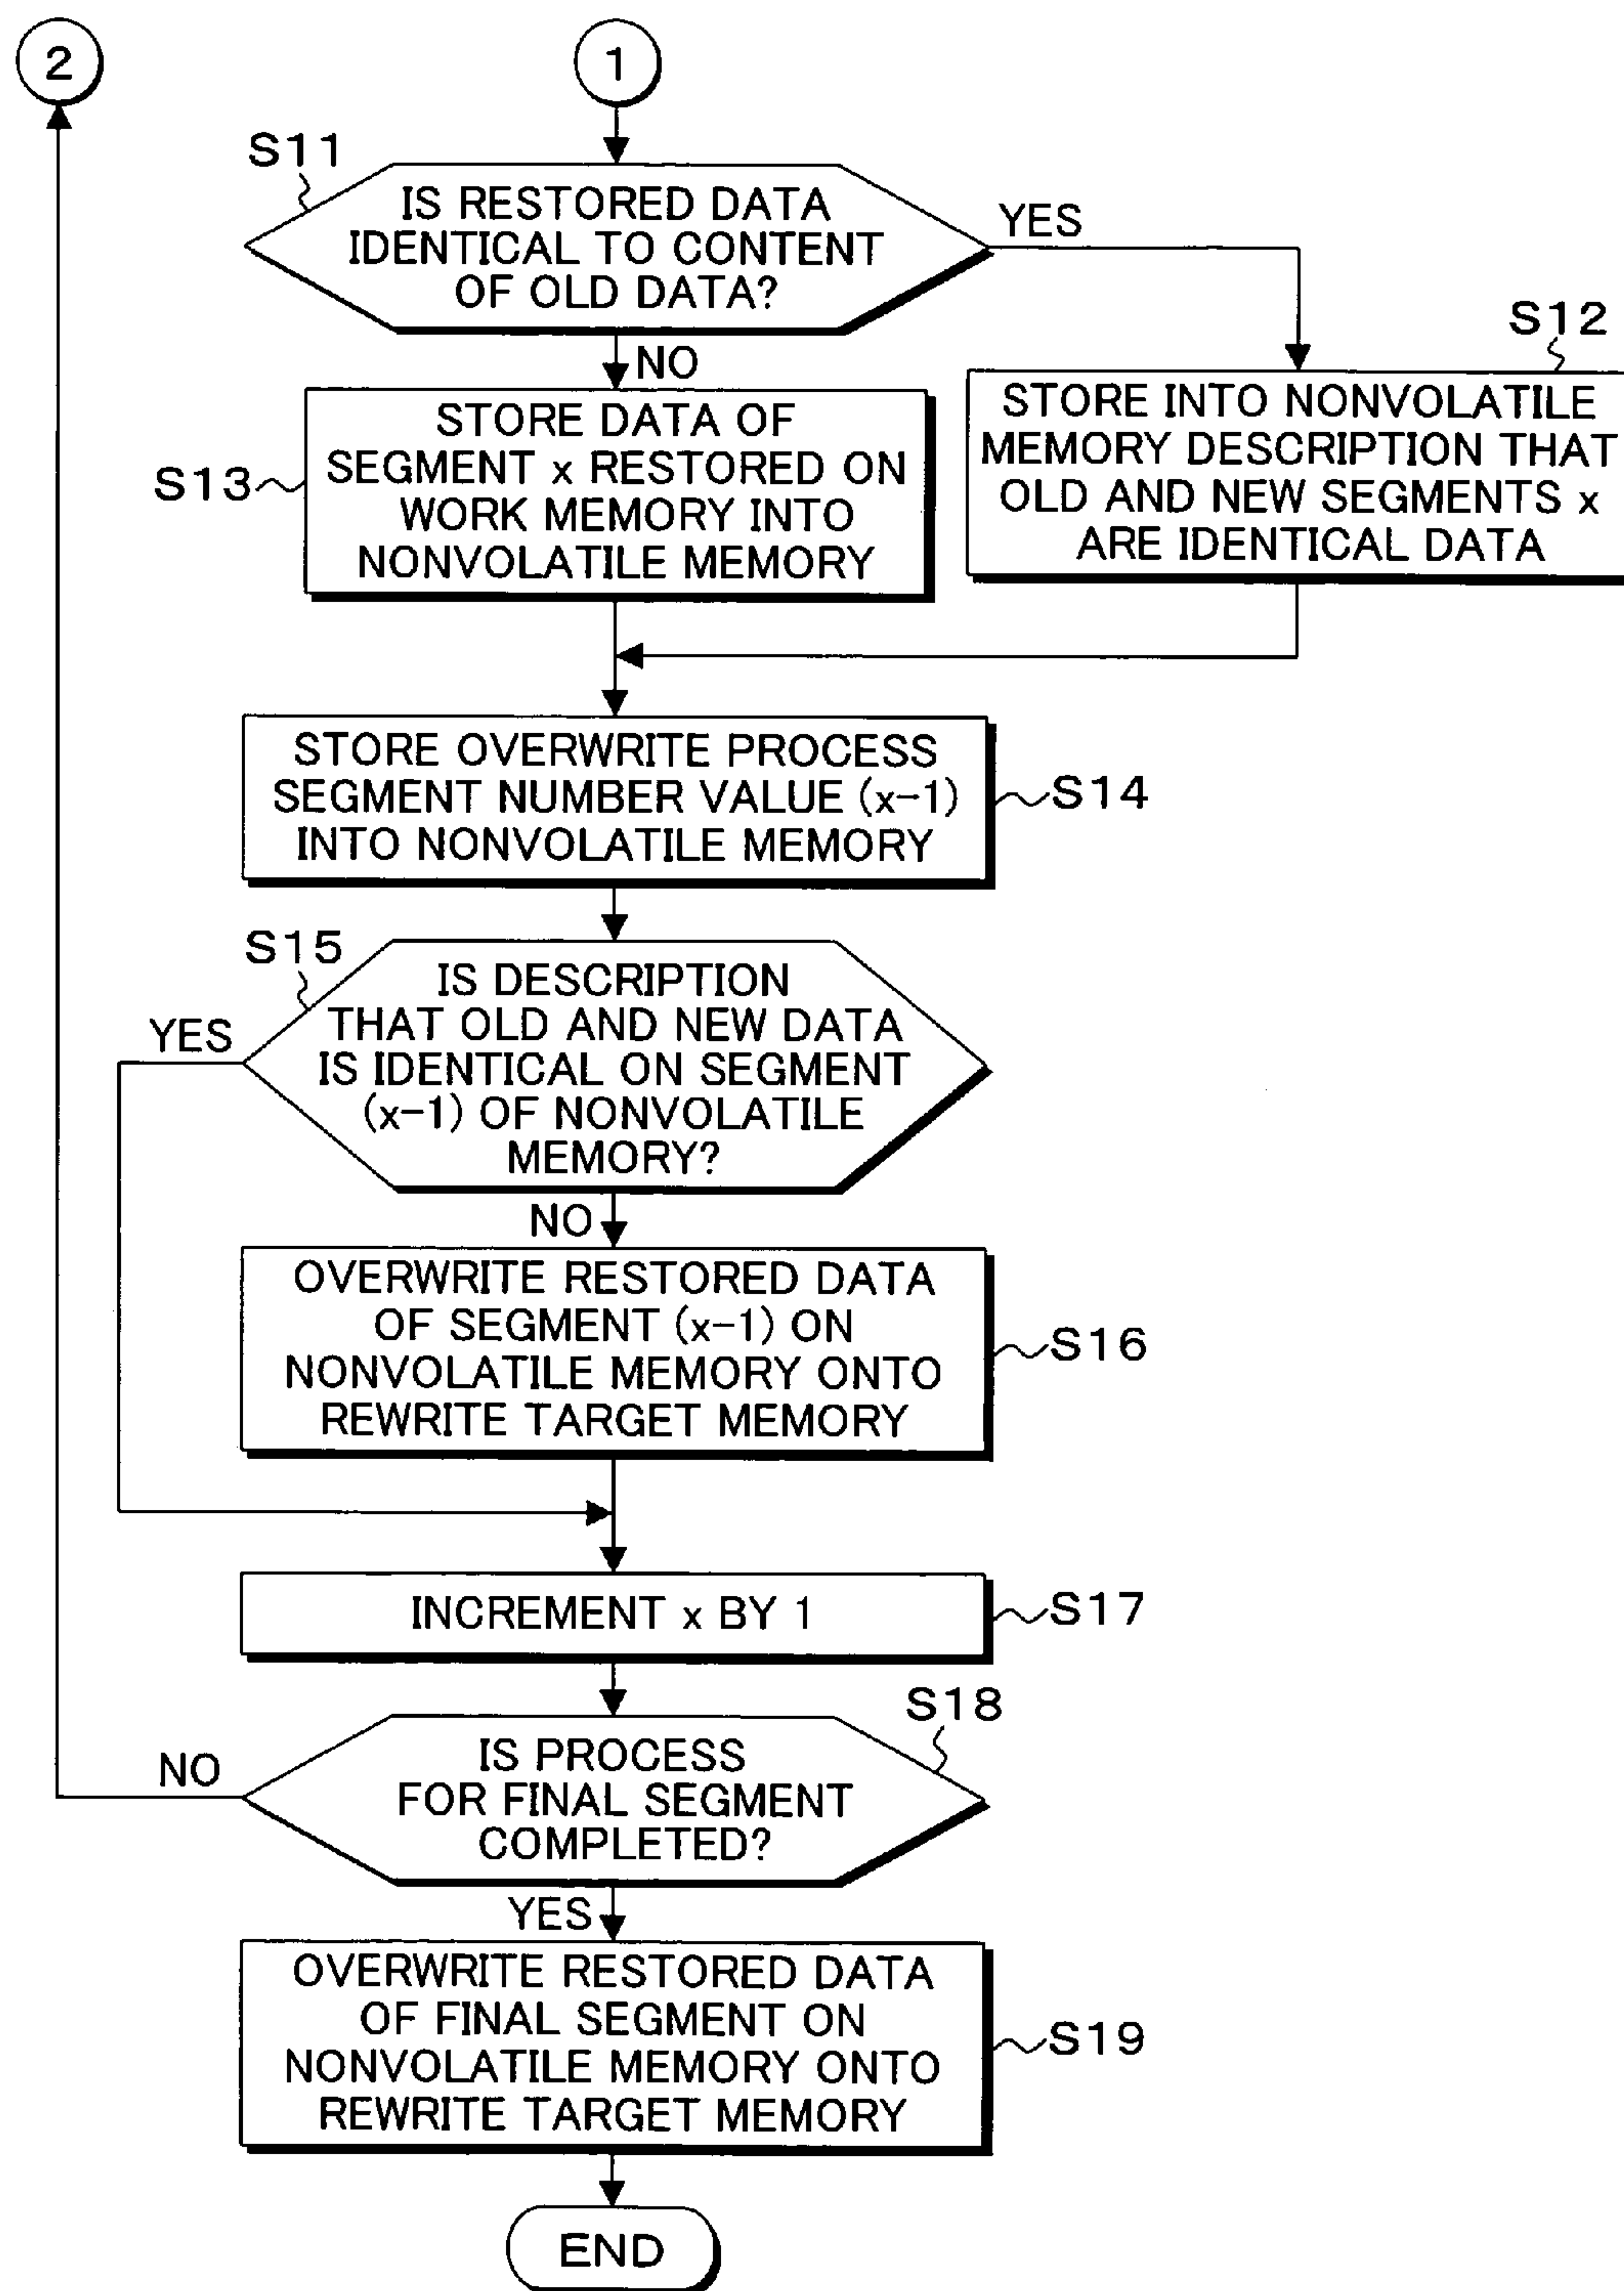 2
1
S11
IS RESTORED DATA
IDENTICAL TO CONTENT
OF OLD DATA?
YES
NO
S12
STORE INTO NONVOLATILE
MEMORY DESCRIPTION THAT
OLD AND NEW SEGMENTS x
ARE IDENTICAL DATA
S13
STORE DATA OF
SEGMENT x RESTORED ON
WORK MEMORY INTO
NONVOLATILE MEMORY
STORE OVERWRITE PROCESS
SEGMENT NUMBER VALUE (x-1)
INTO NONVOLATILE MEMORY
S14
S15
IS DESCRIPTION
THAT OLD AND NEW DATA
IS IDENTICAL ON SEGMENT
(x-1) OF NONVOLATILE
MEMORY?
YES
NO
OVERWRITE RESTORED DATA
OF SEGMENT (x-1) ON
NONVOLATILE MEMORY ONTO
REWRITE TARGET MEMORY
S16
INCREMENT x BY 1
S17
S18
IS PROCESS
FOR FINAL SEGMENT
COMPLETED?
NO
YES
OVERWRITE RESTORED DATA
OF FINAL SEGMENT ON
NONVOLATILE MEMORY ONTO
REWRITE TARGET MEMORY
S19
END